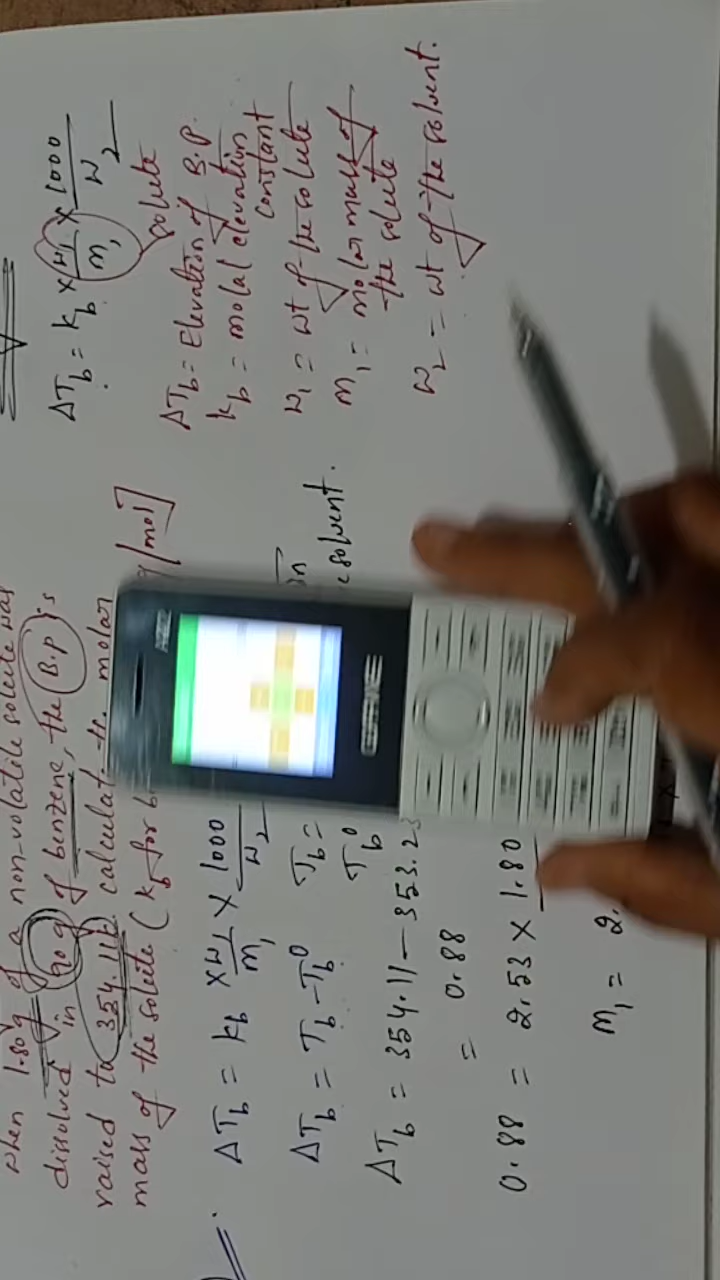 when 1.80g of a non-volatile solute was
dissolved in 90g of benzene, the B.P is
raised to 354.11K calculate the molar
mass of the solute (Kb for b g/mol]
ΔTb = Kb × W1/m1 × 1000/W2
ΔTb = Tb - Tb° Tb =
solvent.
Tb°
ΔTb = 354.11 - 353.23
= 0.88
0.88 = 2.53 × 1.80
m1 = 2.
ΔTb = Kb × W1/m1 × 1000/W2
solute
ΔTb = Elevation of B.P.
Kb = molal elevation
constant
W1 = wt of the solute
m1 = molar mass of
the solute
W2 = wt of the solvent.